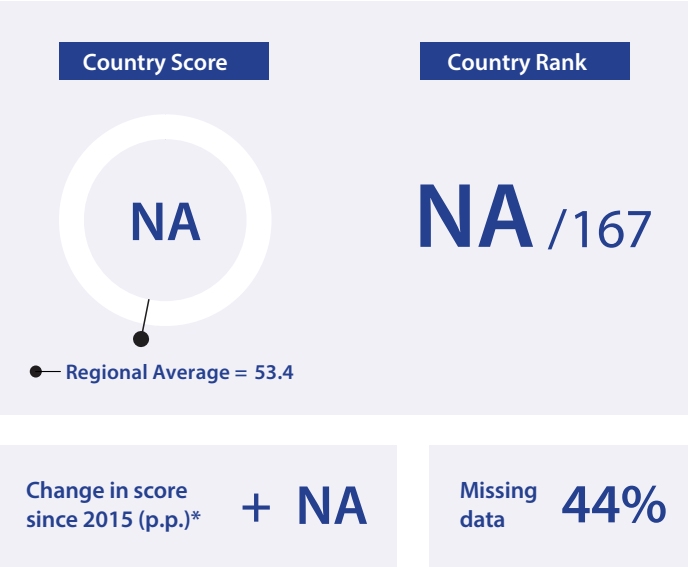 Country Score
Country Rank
NA
NA /167
Regional Average = 53.4
Change in score
since 2015 (p.p.)*
+ NA
Missing
data
44%